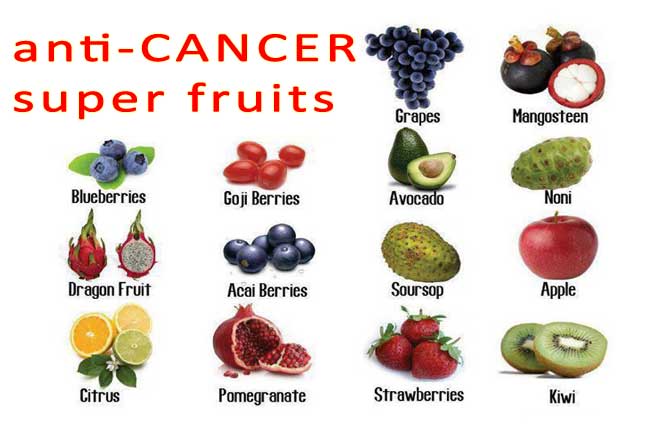 anti-CANCER
super fruits
Grapes
Mangosteen
Blueberries
Goji Berries
Avocado
Noni
Dragon Fruit
Acai Berries
Soursop
Apple
Citrus
Pomegranate
Strawberries
Kiwi